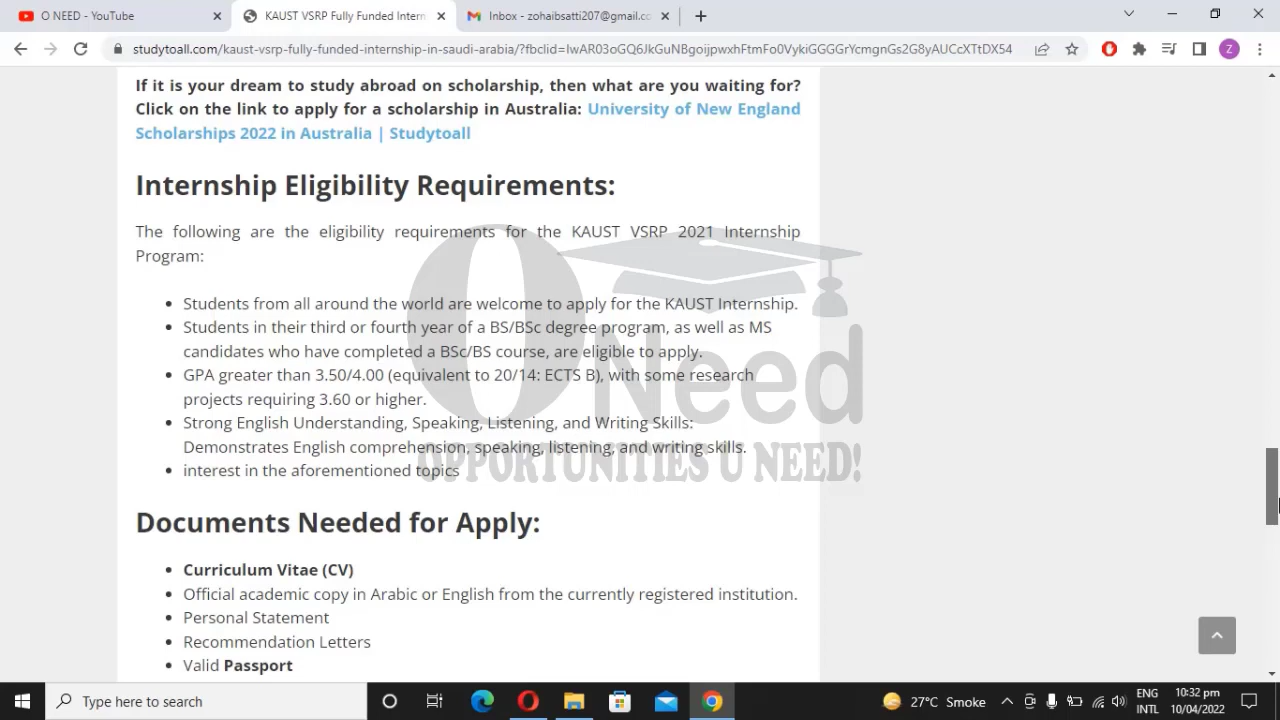 O NEED - YouTube
KAUST VSRP Fully Funded Intern
Inbox - zohaibsatti207@gmail.co
studytoall.com/kaust-vsrp-fully-funded-internship-in-saudi-arabia/?fbclid=IwAR03oGQ6JkGuNBgoijpwxhFtmFo0VykiGGGGrYcmgnGs2G8yAUCcXTtDX54
Z
If it is your dream to study abroad on scholarship, then what are you waiting for?
Click on the link to apply for a scholarship in Australia: University of New England
Scholarships 2022 in Australia | Studytoall
Internship Eligibility Requirements:
The following are the eligibility requirements for the KAUST VSRP 2021 Internship
Program:
Students from all around the world are welcome to apply for the KAUST Internship.
Students in their third or fourth year of a BS/BSc degree program, as well as MS
candidates who have completed a BSc/BS course, are eligible to apply.
GPA greater than 3.50/4.00 (equivalent to 20/14: ECTS B), with some research
projects requiring 3.60 or higher.
Strong English Understanding, Speaking, Listening, and Writing Skills:
Demonstrates English comprehension, speaking, listening, and writing skills.
interest in the aforementioned topics
O Need
OPPORTUNITIES U NEED!
Documents Needed for Apply:
Curriculum Vitae (CV)
Official academic copy in Arabic or English from the currently registered institution.
Personal Statement
Recommendation Letters
Valid Passport
Type here to search
27°C Smoke
ENG
INTL
10:32 pm
10/04/2022